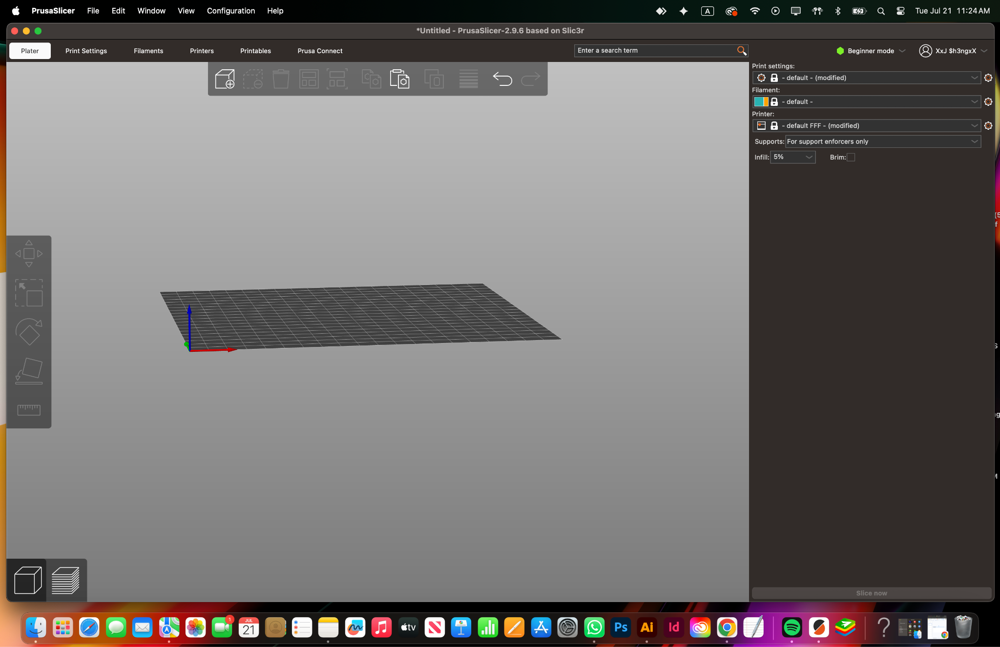 PrusaSlicer File Edit Window View Configuration Help
A
Tue Jul 21 11:24 AM
*Untitled - PrusaSlicer-2.9.6 based on Slic3r
Plater Print Settings Filaments Printers Printables Prusa Connect
Enter a search term
Beginner mode
XxJ $h3ngxX
Print settings:
- default - (modified)
Filament:
- default -
Printer:
- default FFF - (modified)
Supports: For support enforcers only
Infill: 5% Brim:
(5
f
Slice now
1
JUL
21
tv
Ps
Ai
Id